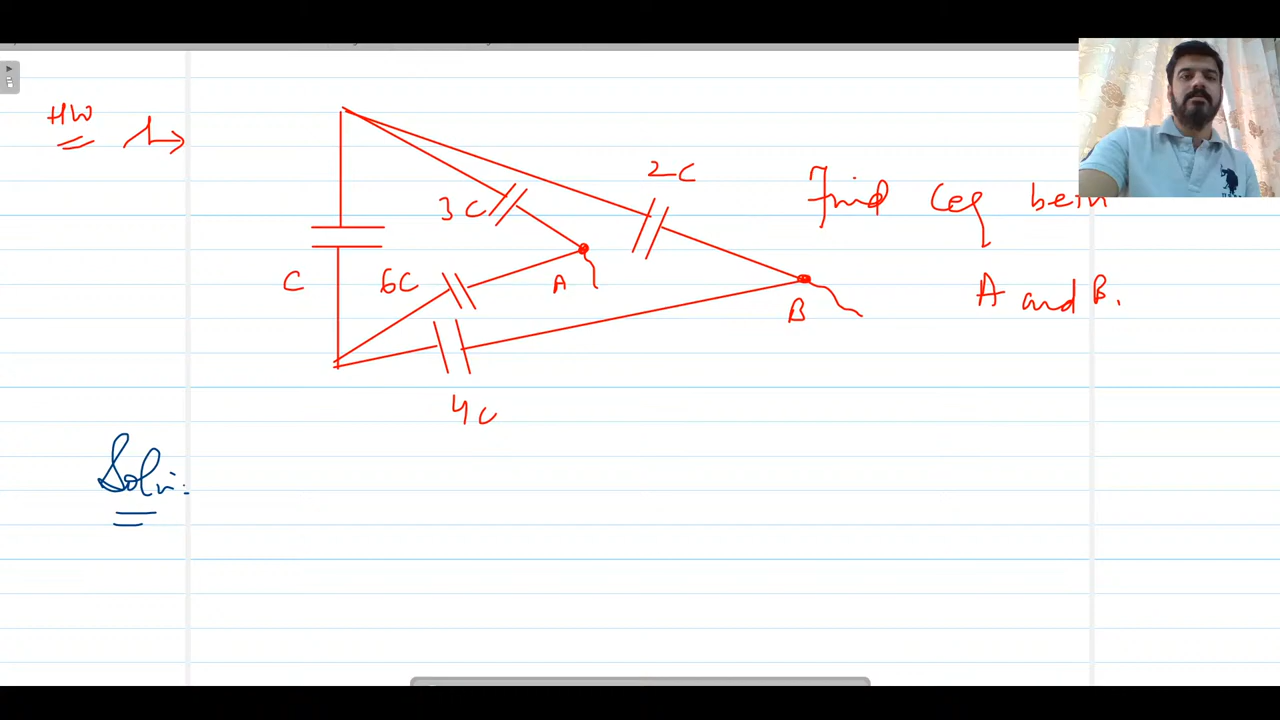 HW
2C
3C
Find Ceq betn
C
6C
A
A and B.
B
4C
Soln: